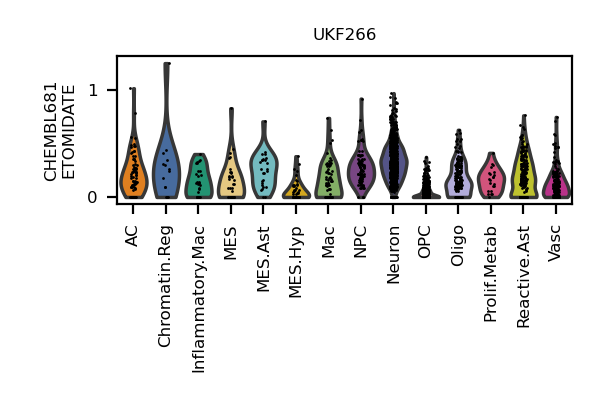 UKF266
CHEMBL681
ETOMIDATE
1
0
AC
Chromatin.Reg
Inflammatory.Mac
MES
MES.Ast
MES.Hyp
Mac
NPC
Neuron
OPC
Oligo
Prolif.Metab
Reactive.Ast
Vasc